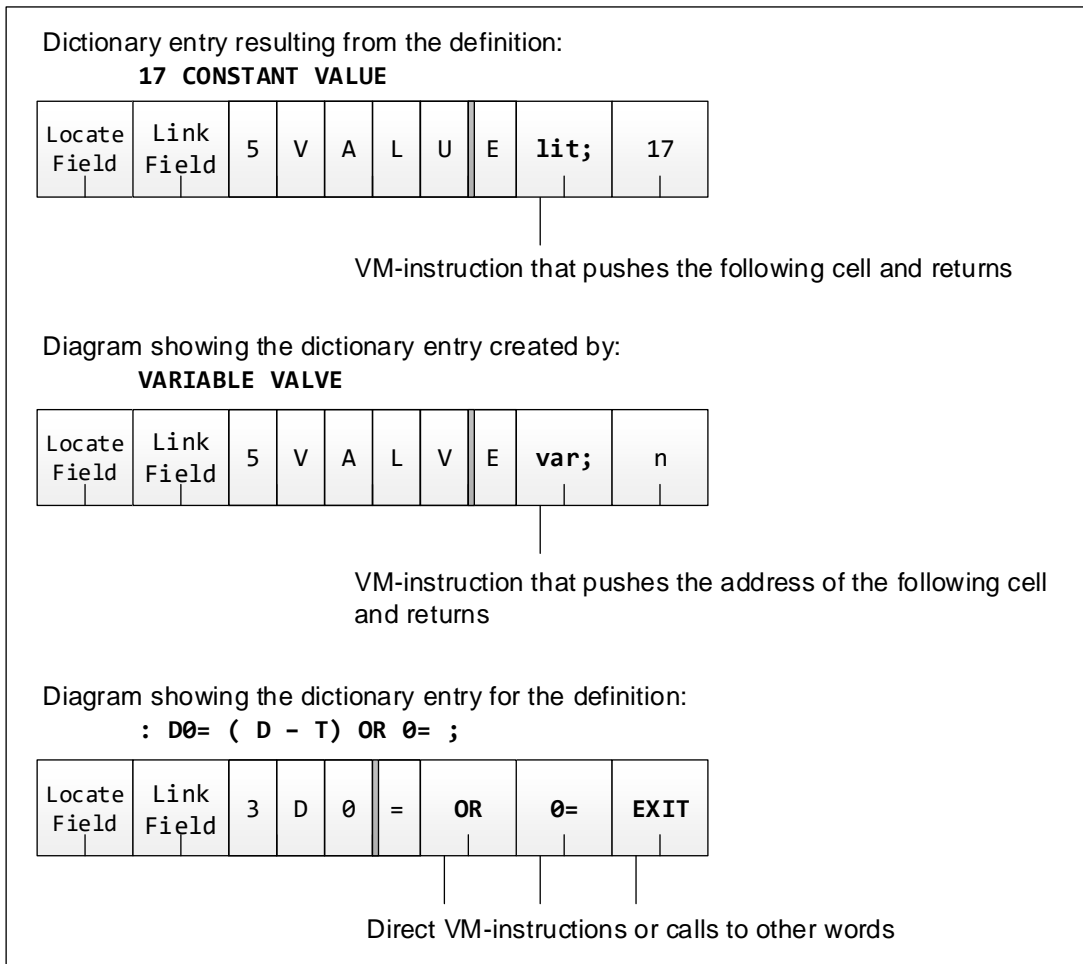 Dictionary entry resulting from the definition:
17 CONSTANT VALUE
Locate Field Link Field 5 V A L U E lit; 17
VM-instruction that pushes the following cell and returns
Diagram showing the dictionary entry created by:
VARIABLE VALVE
Locate Field Link Field 5 V A L V E var; n
VM-instruction that pushes the address of the following cell
and returns
Diagram showing the dictionary entry for the definition:
: D0= ( D – T) OR 0= ;
Locate Field Link Field 3 D 0 = OR 0= EXIT
Direct VM-instructions or calls to other words